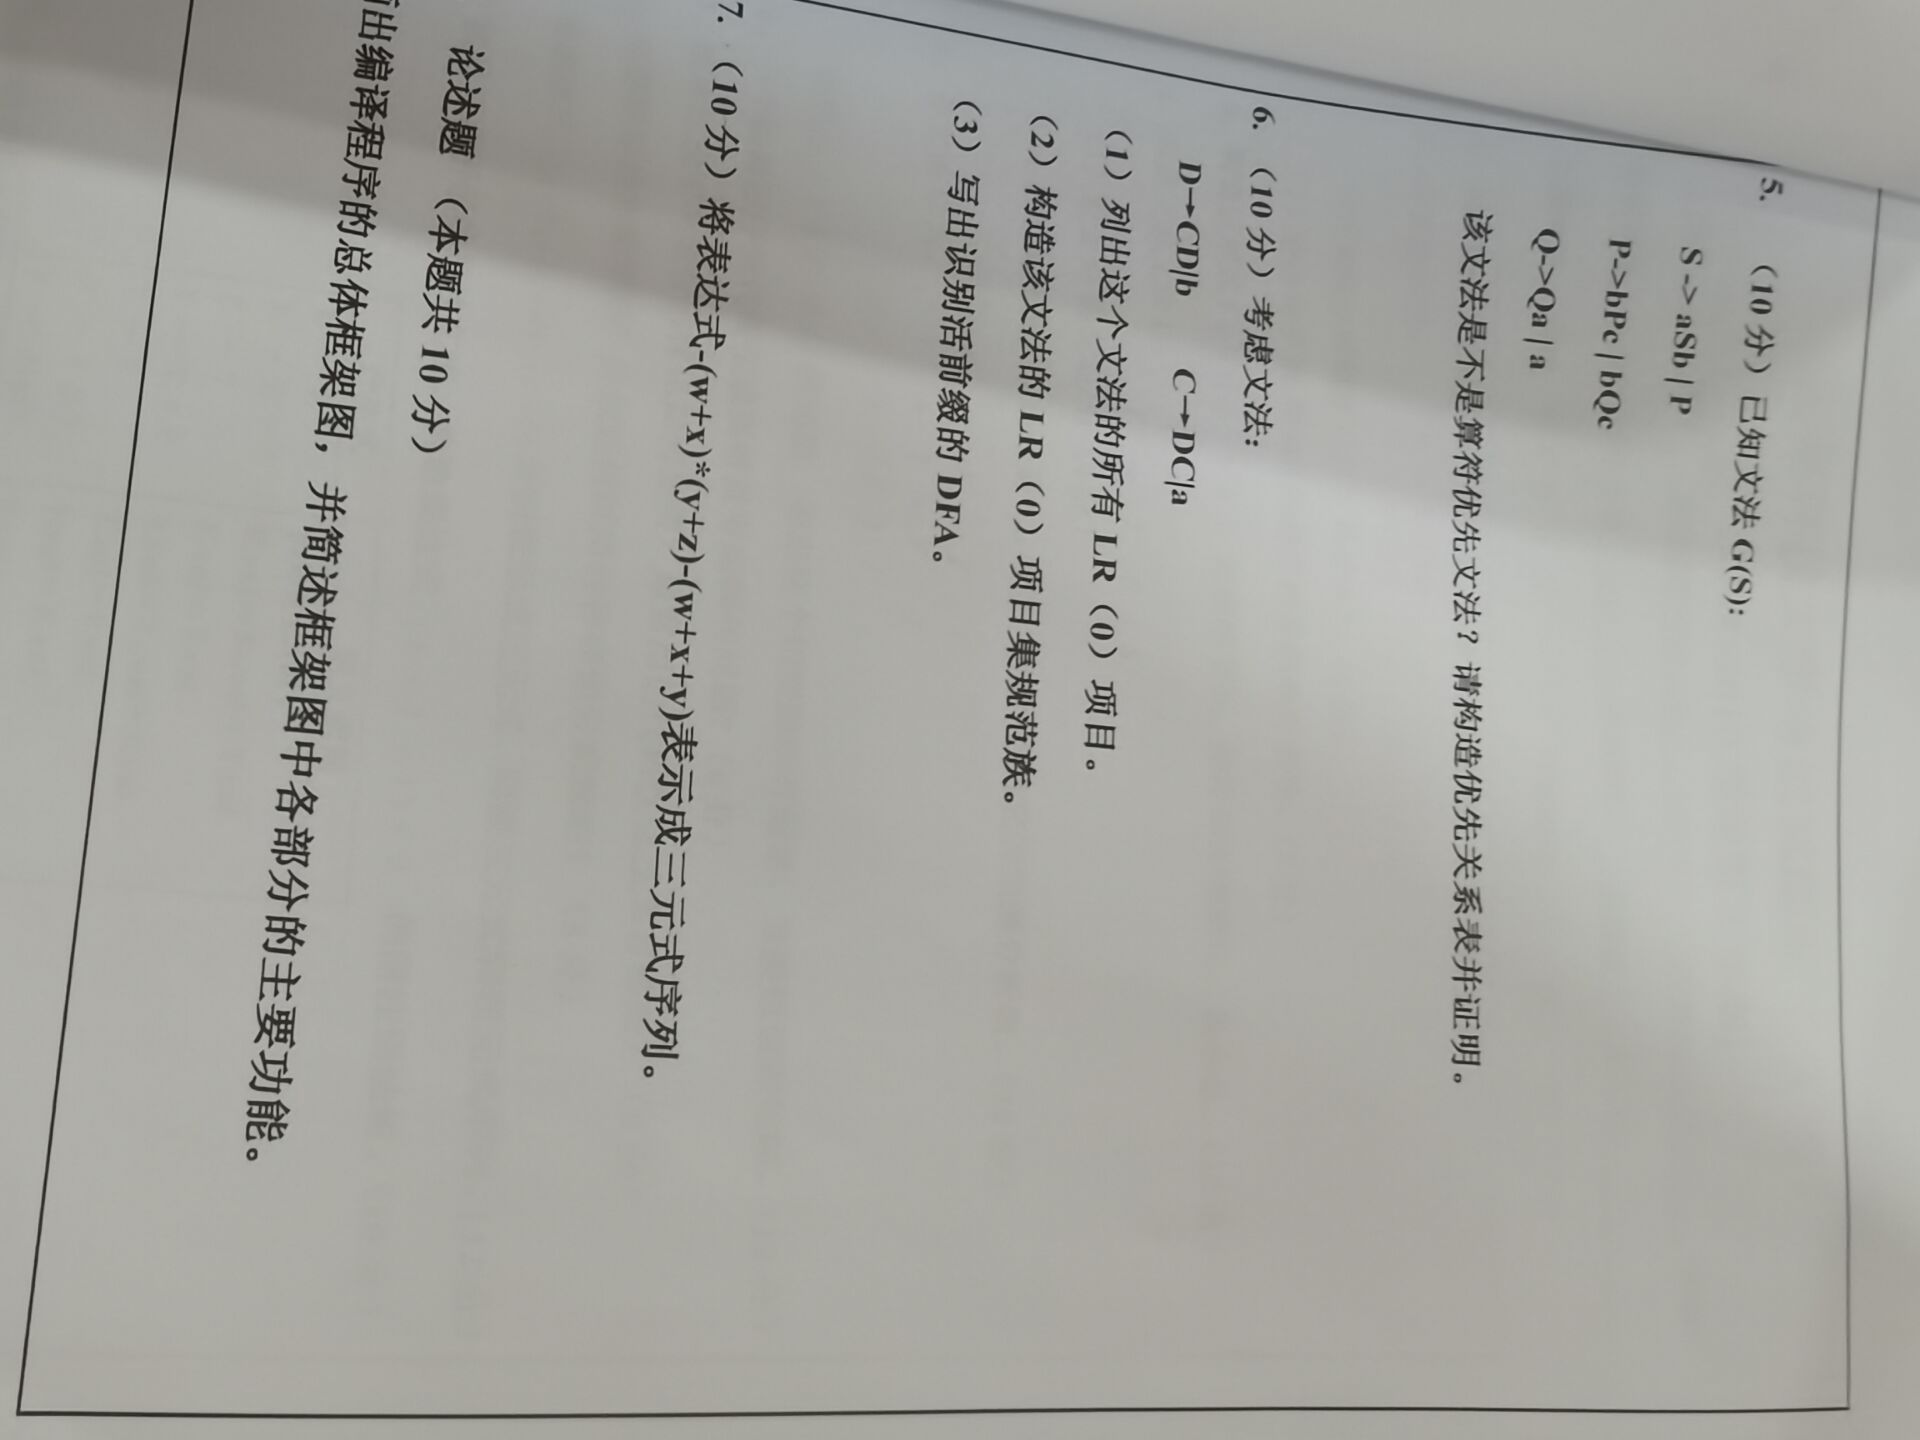 5. （10 分）已知文法 G(S):
S -> aSb | P
P->bPc | bQc
Q->Qa | a
该文法是不是算符优先文法？请构造优先关系表并证明。
6. （10 分）考虑文法：
D→CD|b C→DC|a
（1）列出这个文法的所有 LR（0）项目。
（2）构造该文法的 LR（0）项目集规范族。
（3）写出识别活前缀的 DFA。
7. （10 分）将表达式-(w+x)*(y+z)-(w+x+y)表示成三元式序列。
论述题 （本题共 10 分）
出编译程序的总体框架图，并简述框架图中各部分的主要功能。